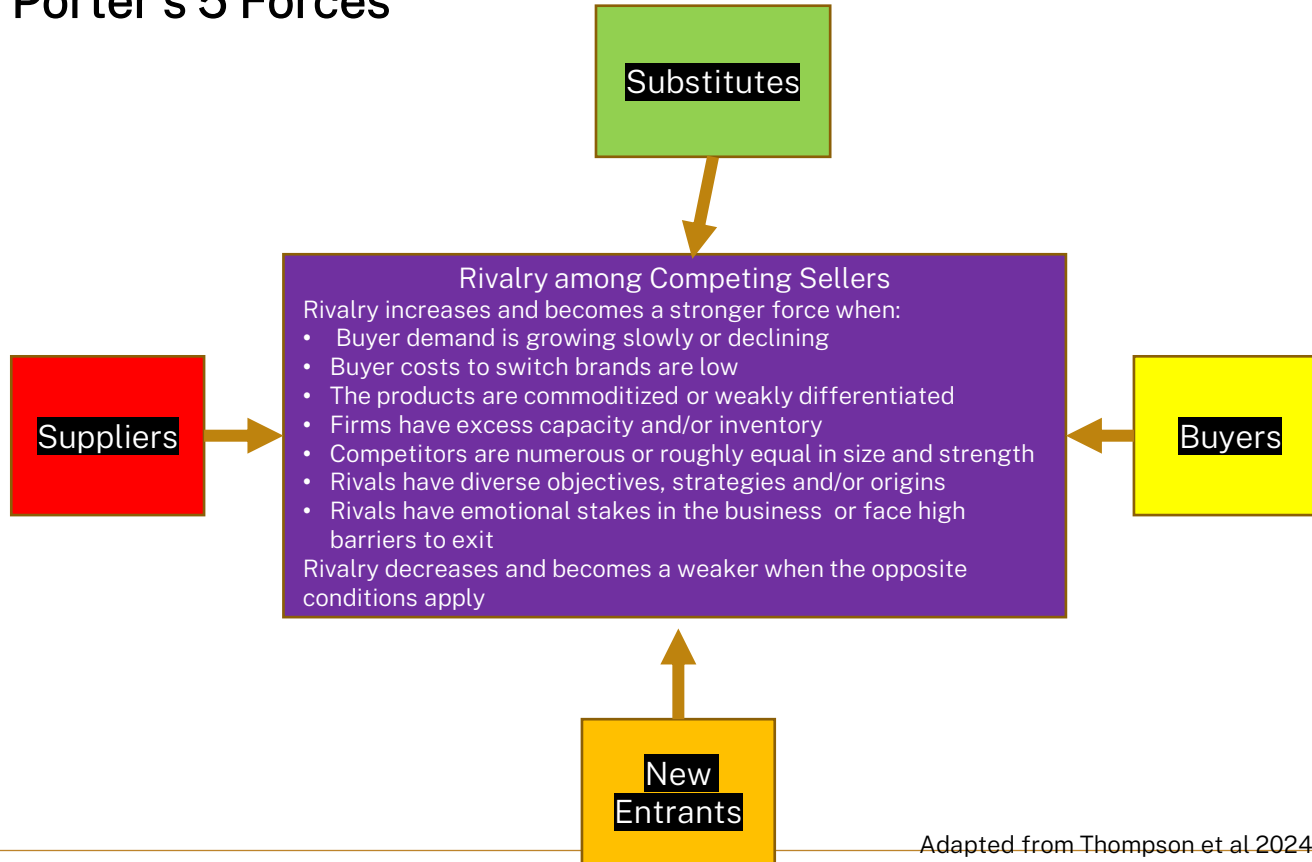 Porter's 5 Forces
Substitutes
Rivalry among Competing Sellers
Rivalry increases and becomes a stronger force when:
• Buyer demand is growing slowly or declining
• Buyer costs to switch brands are low
• The products are commoditized or weakly differentiated
• Firms have excess capacity and/or inventory
• Competitors are numerous or roughly equal in size and strength
• Rivals have diverse objectives, strategies and/or origins
• Rivals have emotional stakes in the business or face high
barriers to exit
Rivalry decreases and becomes a weaker when the opposite
conditions apply
Suppliers
Buyers
New
Entrants
Adapted from Thompson et al 2024